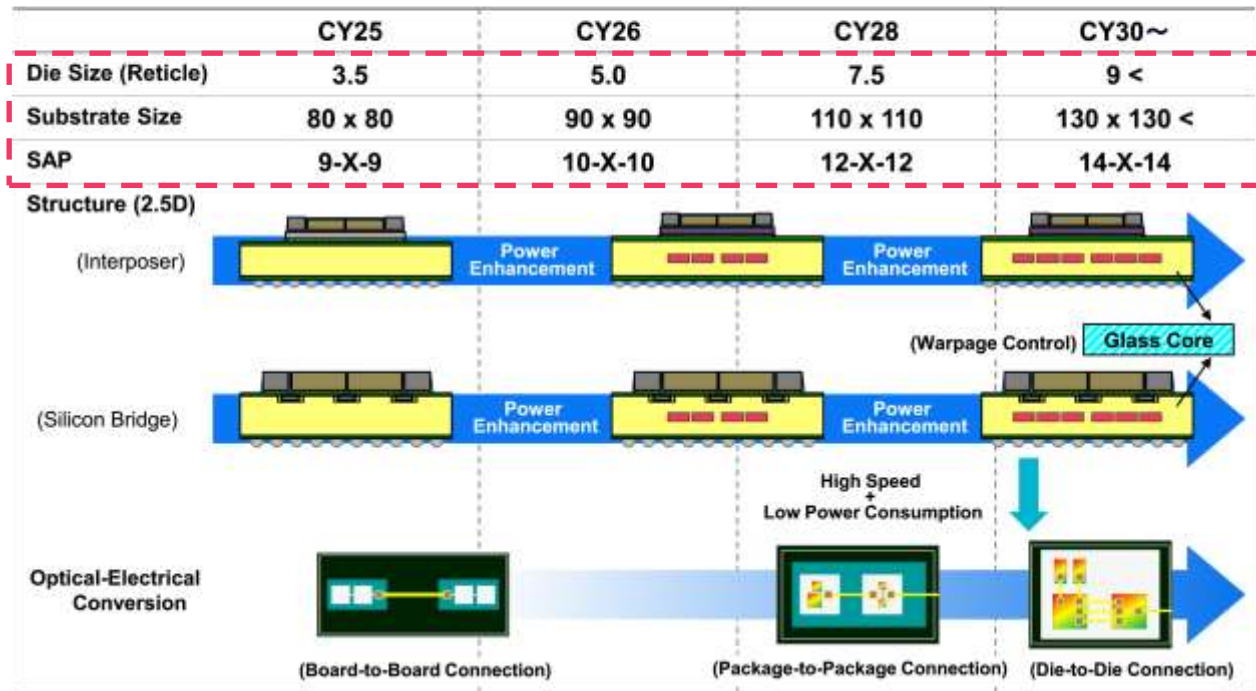 CY25 CY26 CY28 CY30～
Die Size (Reticle) 3.5 5.0 7.5 9 <
Substrate Size 80 x 80 90 x 90 110 x 110 130 x 130 <
SAP 9-X-9 10-X-10 12-X-12 14-X-14
Structure (2.5D)
(Interposer)
Power
Enhancement
Power
Enhancement
(Warpage Control)
Glass Core
(Silicon Bridge)
Power
Enhancement
Power
Enhancement
High Speed
+
Low Power Consumption
Optical-Electrical
Conversion
(Board-to-Board Connection)
(Package-to-Package Connection)
(Die-to-Die Connection)